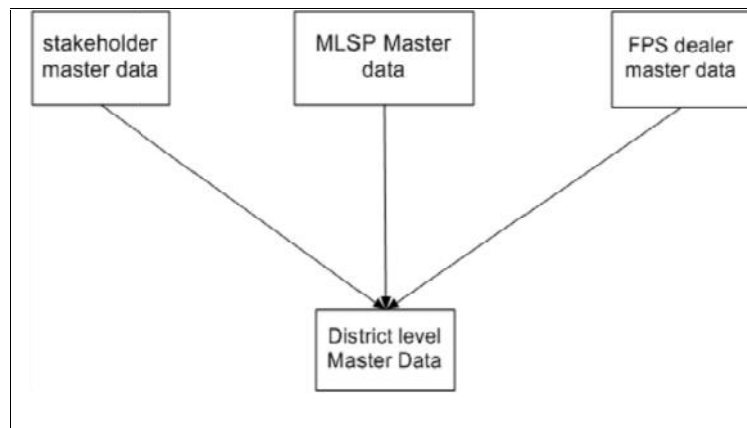 stakeholder
master data
MLSP Master
data
FPS dealer
master data
District level
Master Data